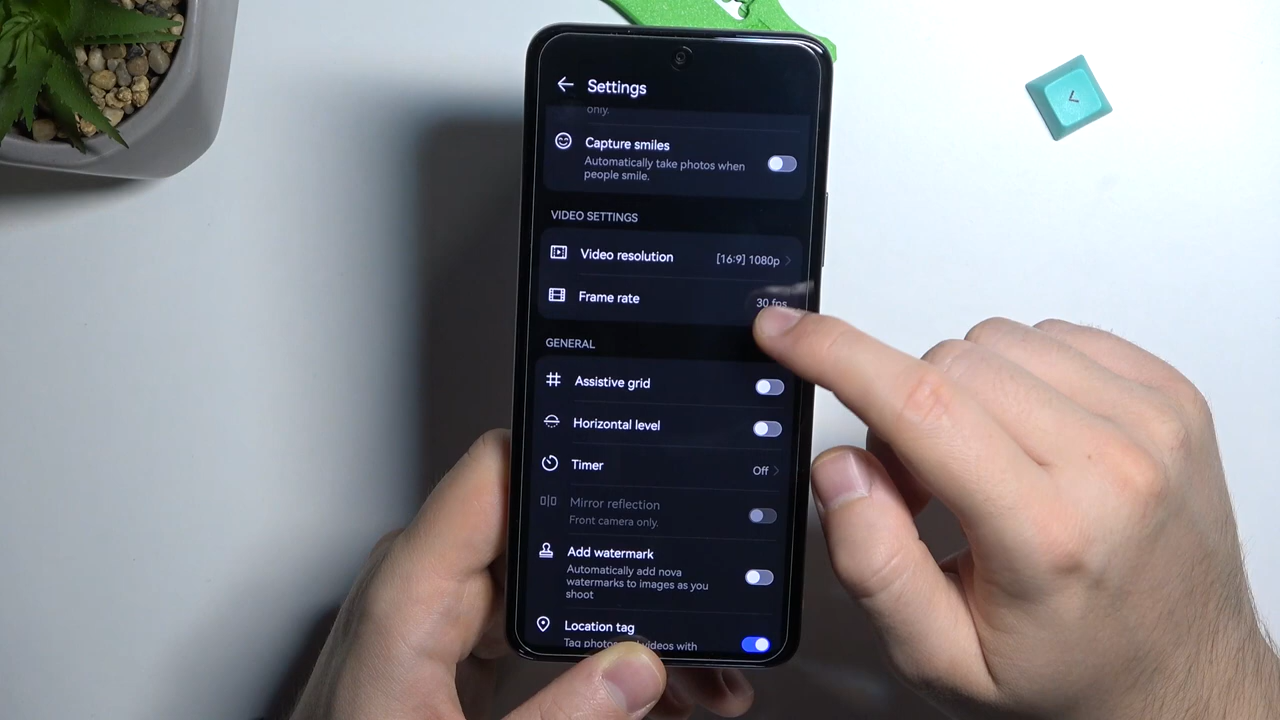 Settings
only.
Capture smiles
Automatically take photos when
people smile.
VIDEO SETTINGS
Video resolution
[16:9] 1080p
Frame rate
30 fps
GENERAL
Assistive grid
Horizontal level
Timer
Off
Mirror reflection
Front camera only.
Add watermark
Automatically add nova
watermarks to images as you
shoot
Location tag
Tag photos videos with